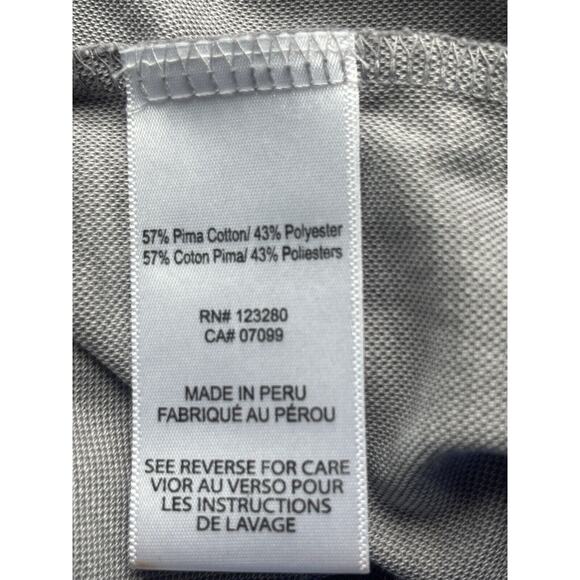 57% Pima Cotton/ 43% Polyester
57% Coton Pima/ 43% Poliesters
RN# 123280
CA# 07099
MADE IN PERU
FABRIQUÉ AU PÉROU
SEE REVERSE FOR CARE
VIOR AU VERSO POUR
LES INSTRUCTIONS
DE LAVAGE